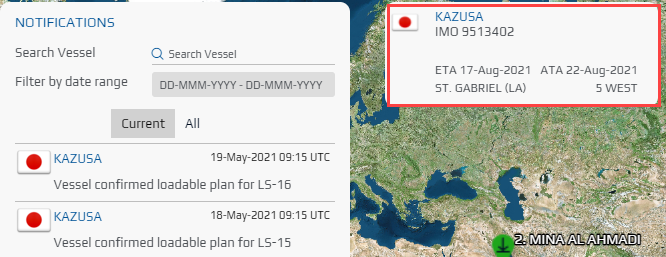 NOTIFICATIONS
Search Vessel
Search Vessel
Filter by date range
DD-MMM-YYYY - DD-MMM-YYYY
Current All
KAZUSA 19-May-2021 09:15 UTC
Vessel confirmed loadable plan for LS-16
KAZUSA 18-May-2021 09:15 UTC
Vessel confirmed loadable plan for LS-15
KAZUSA
IMO 9513402
ETA 17-Aug-2021 ATA 22-Aug-2021
ST. GABRIEL (LA) 5 WEST
2. MINA AL AHMADI